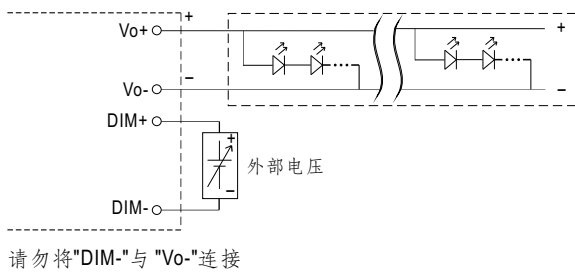 Vo+
+
+
Vo-
−
−
DIM+
+
外部电压
−
DIM-
请勿将"DIM-"与 "Vo-"连接